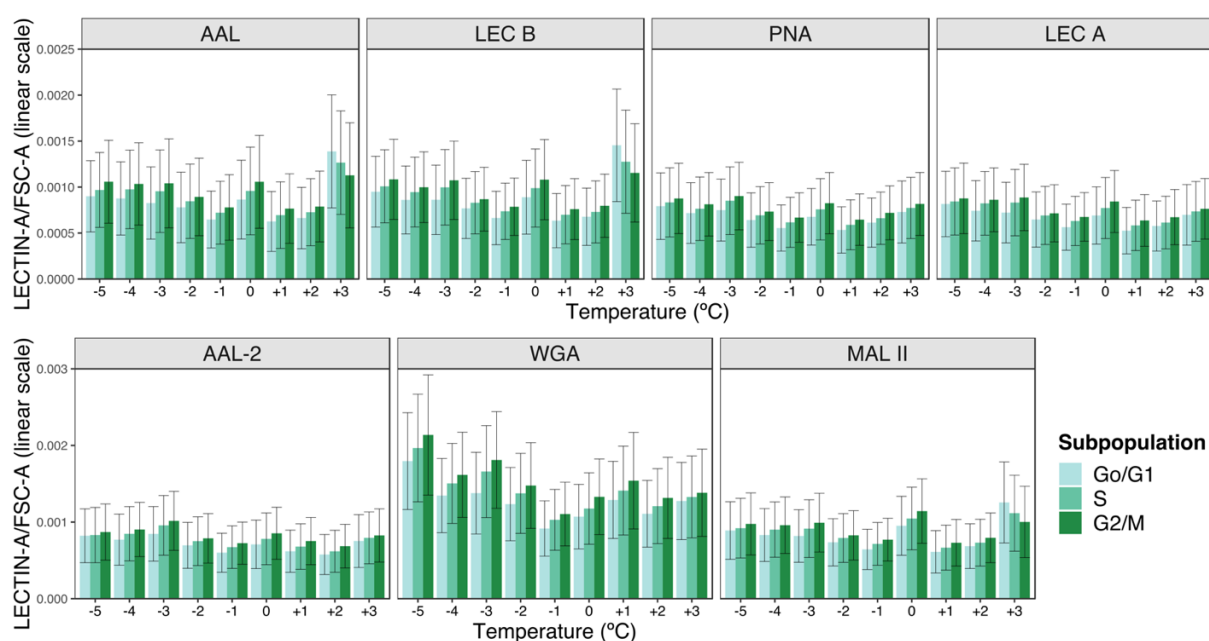 AAL LEC B PNA LEC A
LECTIN-A/FSC-A (linear scale)
0.0025
0.0020
0.0015
0.0010
0.0005
0.0000
-5 -4 -3 -2 -1 0 +1 +2 +3 -5 -4 -3 -2 -1 0 +1 +2 +3 -5 -4 -3 -2 -1 0 +1 +2 +3 -5 -4 -3 -2 -1 0 +1 +2 +3
Temperature (ºC)
AAL-2 WGA MAL II
LECTIN-A/FSC-A (linear scale)
0.003
0.002
0.001
0.000
-5 -4 -3 -2 -1 0 +1 +2 +3 -5 -4 -3 -2 -1 0 +1 +2 +3 -5 -4 -3 -2 -1 0 +1 +2 +3
Temperature (ºC)
Subpopulation
Go/G1
S
G2/M